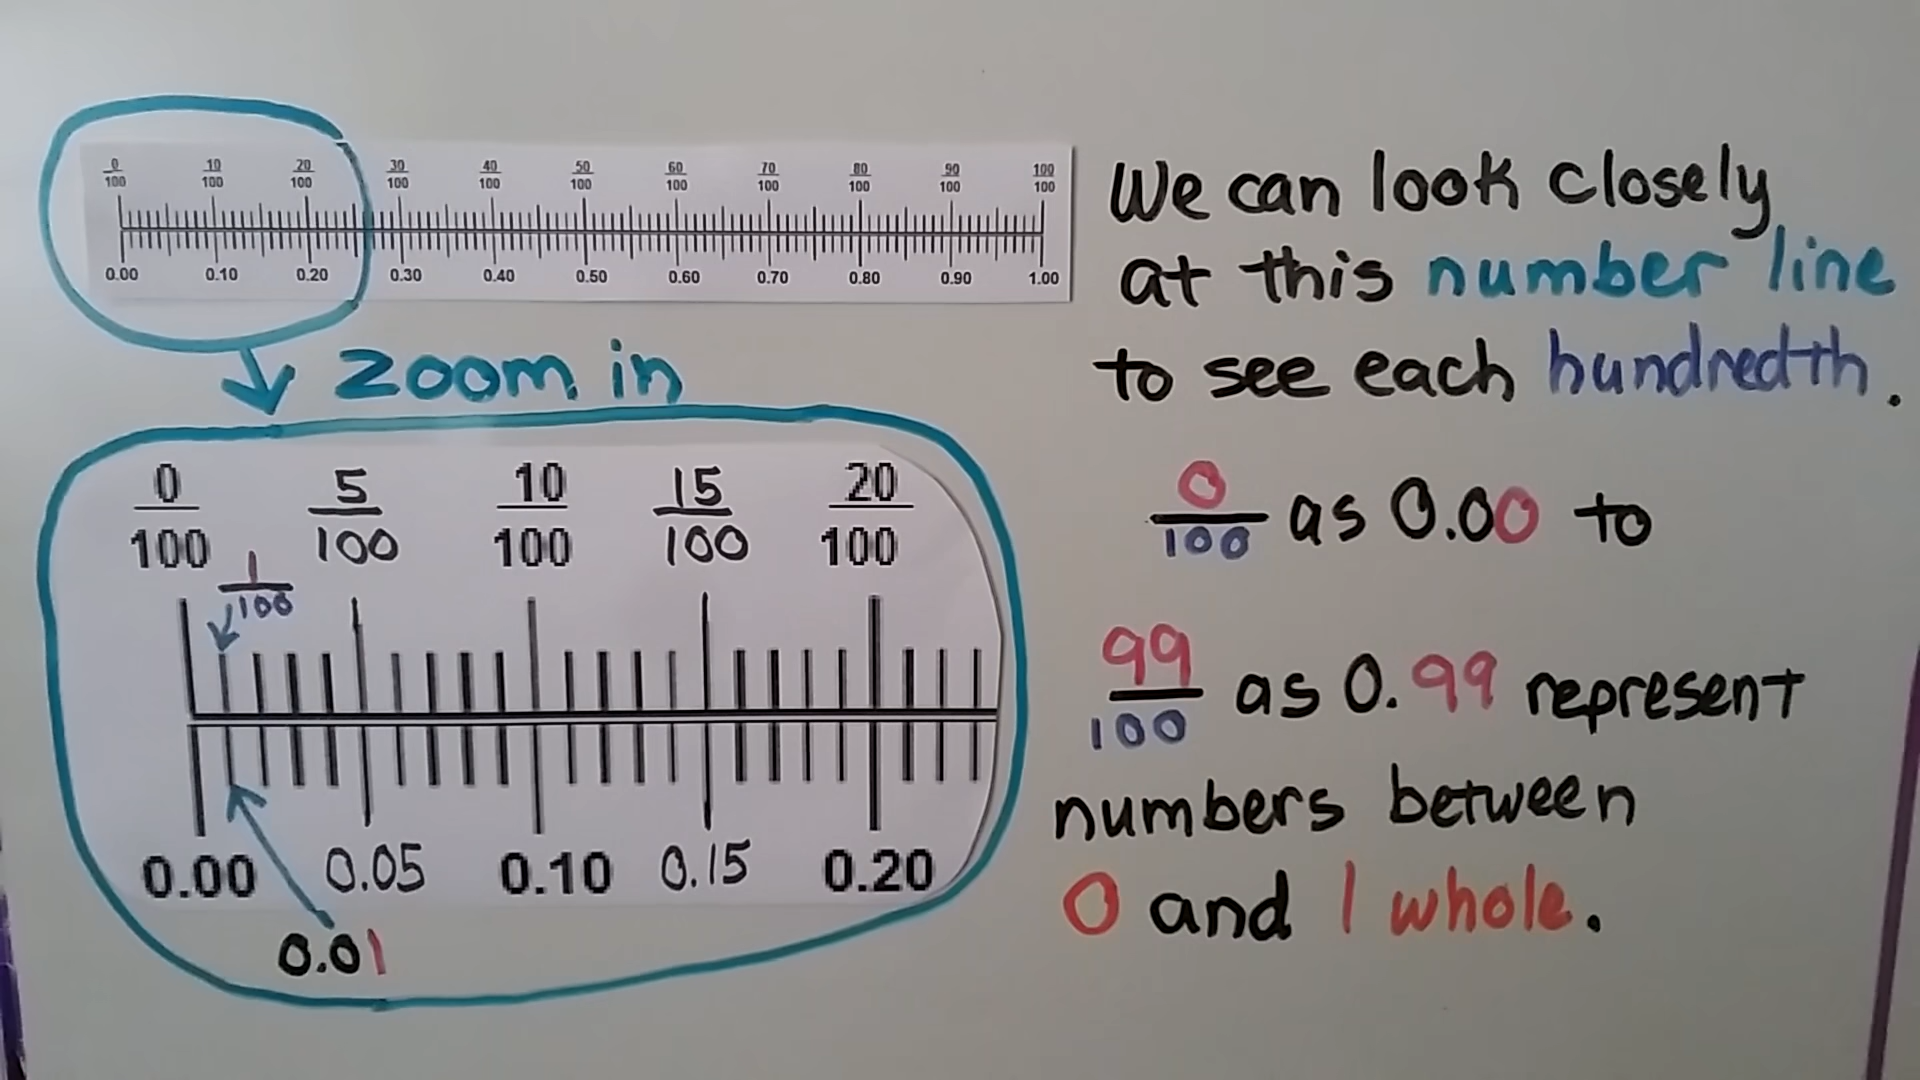 0/100 10/100 20/100 30/100 40/100 50/100 60/100 70/100 80/100 90/100 100/100
0.00 0.10 0.20 0.30 0.40 0.50 0.60 0.70 0.80 0.90 1.00
Zoom in
0/100 5/100 10/100 15/100 20/100
1/100
0.00 0.05 0.10 0.15 0.20
0.01
We can look closely
at this number line
to see each hundredth.
0/100 as 0.00 to
99/100 as 0.99 represent
numbers between
0 and 1 whole.